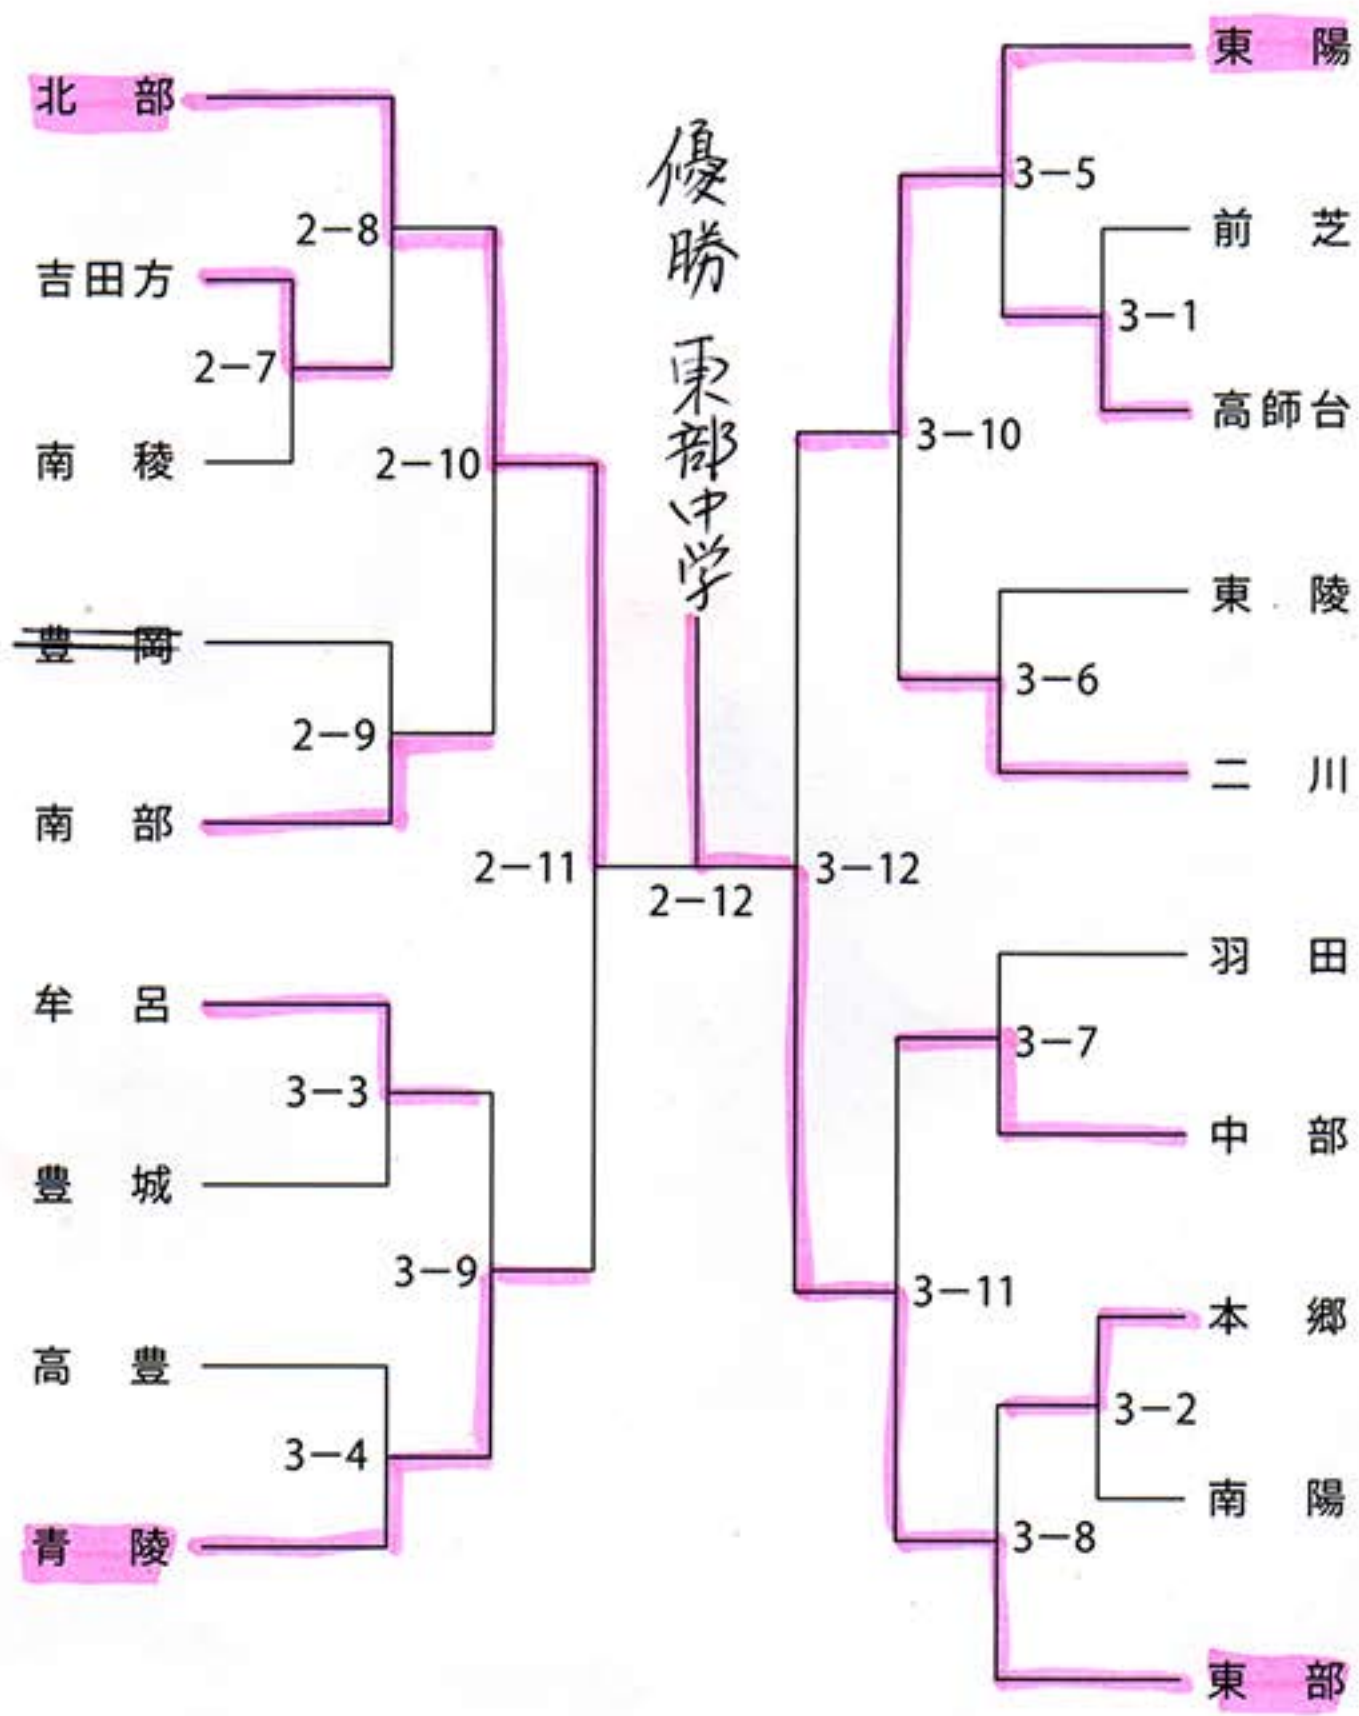 北部
吉田方
南稜
豊岡
南部
牟呂
豊城
高豊
青陵
2-8
2-7
2-10
2-9
2-11
3-3
3-9
3-4
優勝 東部中学
2-12
3-5
3-1
3-10
3-6
3-12
3-7
3-11
3-2
3-8
東陽
前芝
高師台
東陵
二川
羽田
中部
本郷
南陽
東部